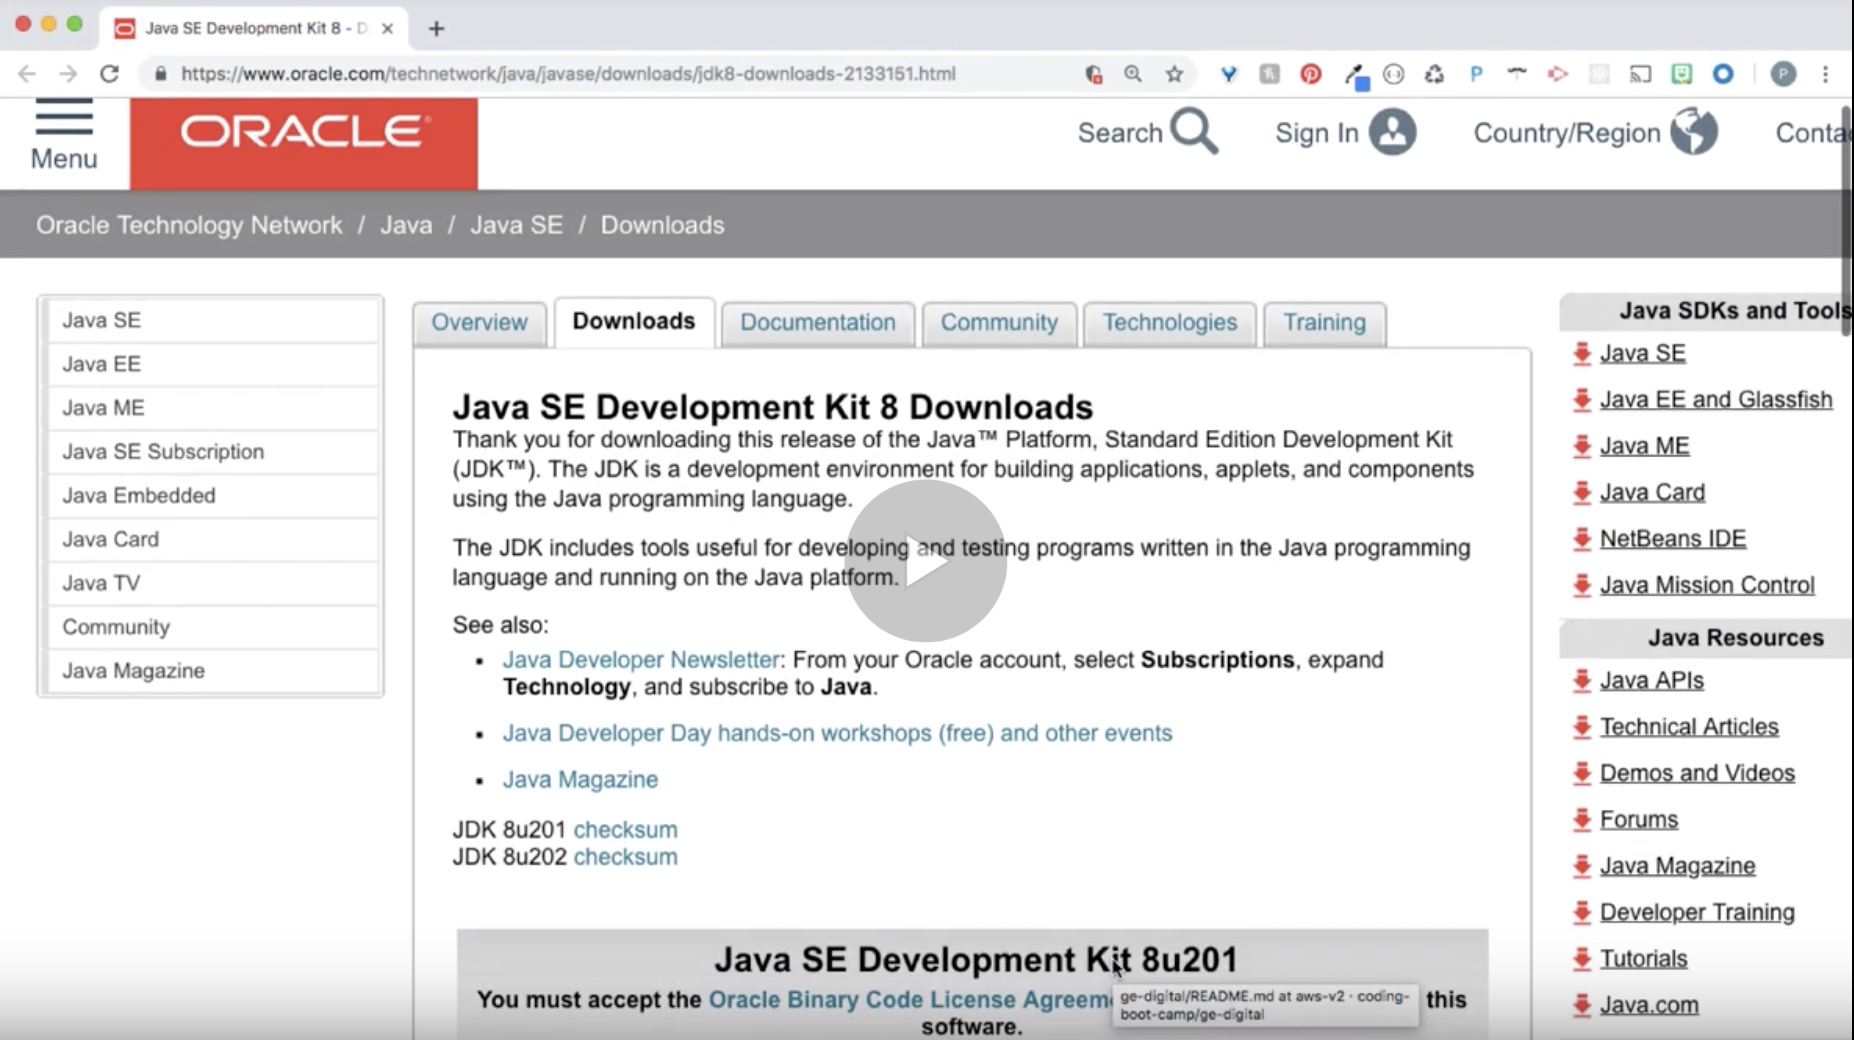 Java SE Development Kit 8 - D
https://www.oracle.com/technetwork/java/javase/downloads/jdk8-downloads-2133151.html
Menu
ORACLE
Search
Sign In
Country/Region
Conta
Oracle Technology Network / Java / Java SE / Downloads
Java SE
Java EE
Java ME
Java SE Subscription
Java Embedded
Java Card
Java TV
Community
Java Magazine
Overview
Downloads
Documentation
Community
Technologies
Training
Java SE Development Kit 8 Downloads
Thank you for downloading this release of the Java™ Platform, Standard Edition Development Kit
(JDK™). The JDK is a development environment for building applications, applets, and components
using the Java programming language.
The JDK includes tools useful for developing and testing programs written in the Java programming
language and running on the Java platform.
See also:
Java Developer Newsletter: From your Oracle account, select Subscriptions, expand
Technology, and subscribe to Java.
Java Developer Day hands-on workshops (free) and other events
Java Magazine
JDK 8u201 checksum
JDK 8u202 checksum
Java SE Development Kit 8u201
You must accept the Oracle Binary Code License Agreem this
software.
ge-digital/README.md at aws-v2 · coding-
boot-camp/ge-digital
Java SDKs and Tools
Java SE
Java EE and Glassfish
Java ME
Java Card
NetBeans IDE
Java Mission Control
Java Resources
Java APIs
Technical Articles
Demos and Videos
Forums
Java Magazine
Developer Training
Tutorials
Java.com